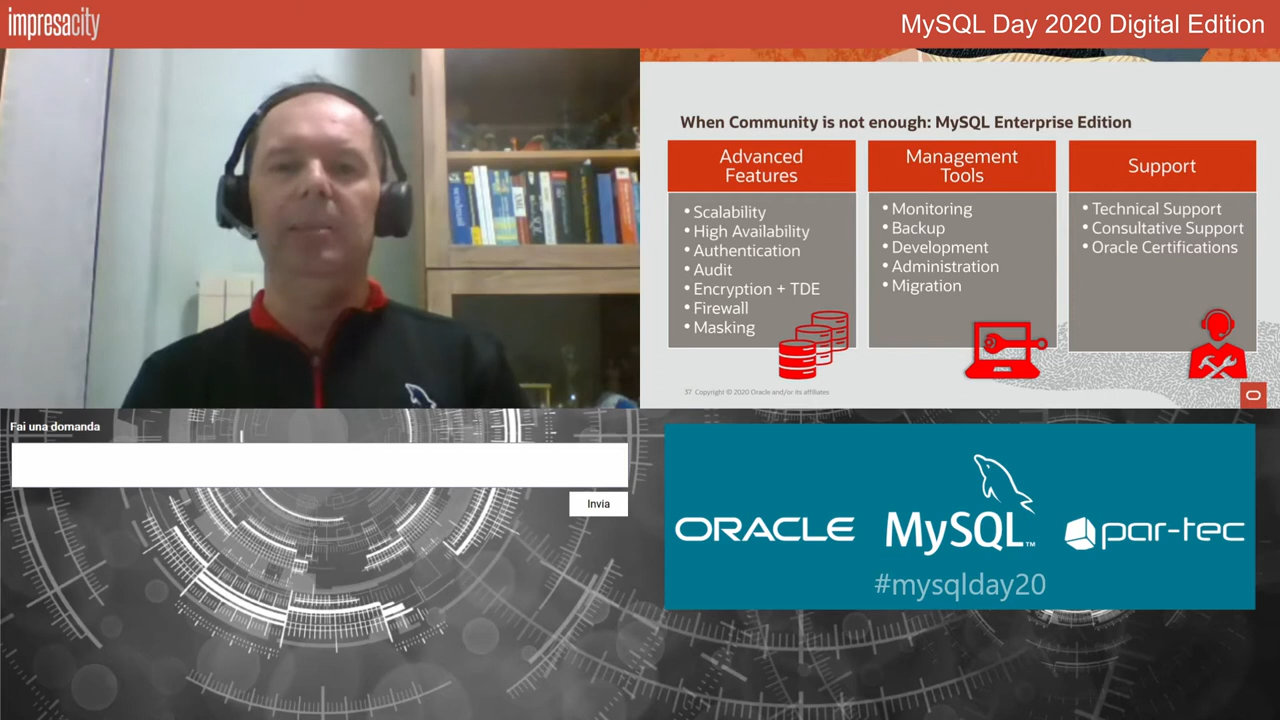 impresacity
MySQL Day 2020 Digital Edition
When Community is not enough: MySQL Enterprise Edition
Advanced
Features
• Scalability
• High Availability
• Authentication
• Audit
• Encryption + TDE
• Firewall
• Masking
Management
Tools
• Monitoring
• Backup
• Development
• Administration
• Migration
Support
• Technical Support
• Consultative Support
• Oracle Certifications
37 Copyright © 2020 Oracle and/or its affiliates
Fai una domanda
Invia
ORACLE
MySQL™
par-tec
#mysqlday20